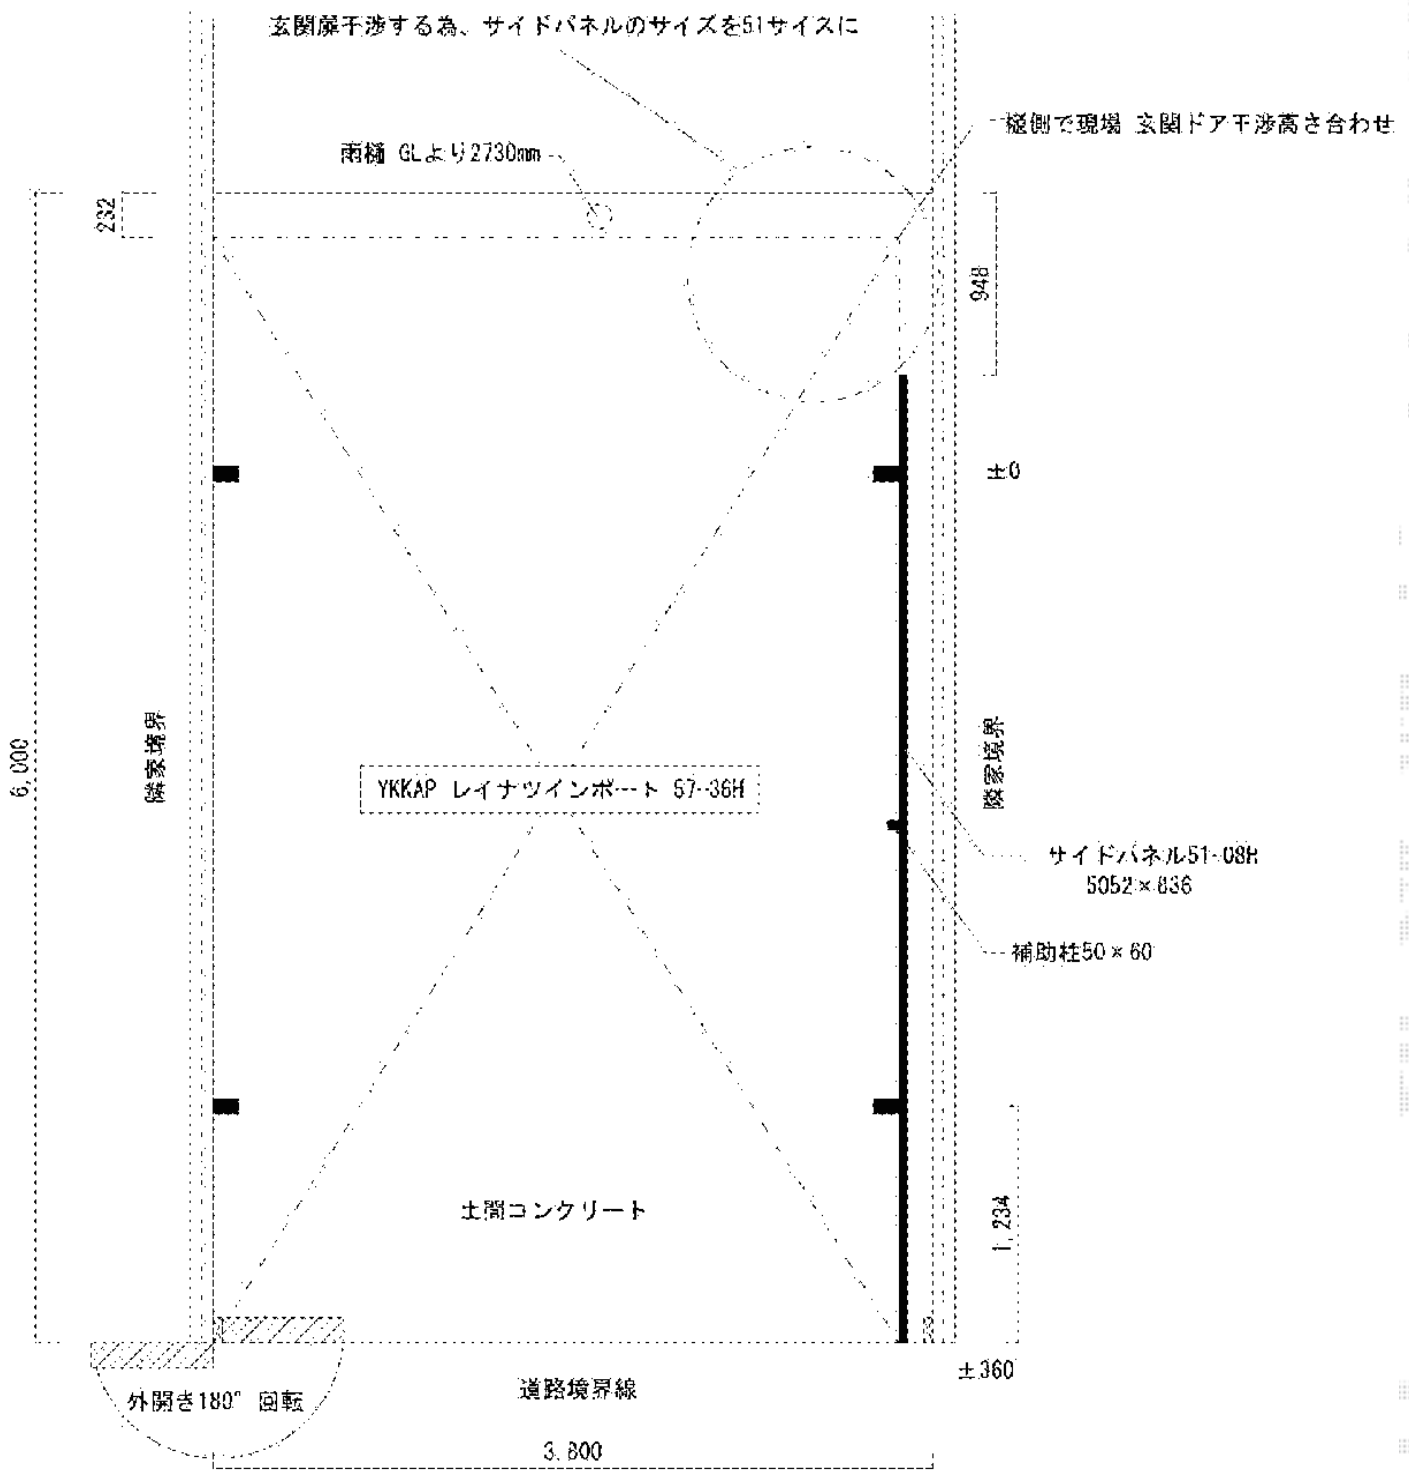 玄関扉干渉する為、サイドパネルのサイズを51サイズに
縦側で現場 玄関ドア干渉高さ合わせ
雨樋 GLより2730mm
232
948
±0
6,000
隣家境界
隣家境界
YKKAP レイナツインポート 57-36H
サイドパネル51-08H
5052×836
補助柱50×60
土間コンクリート
1,234
±360
外開き180° 回転
道路境界線
3,800